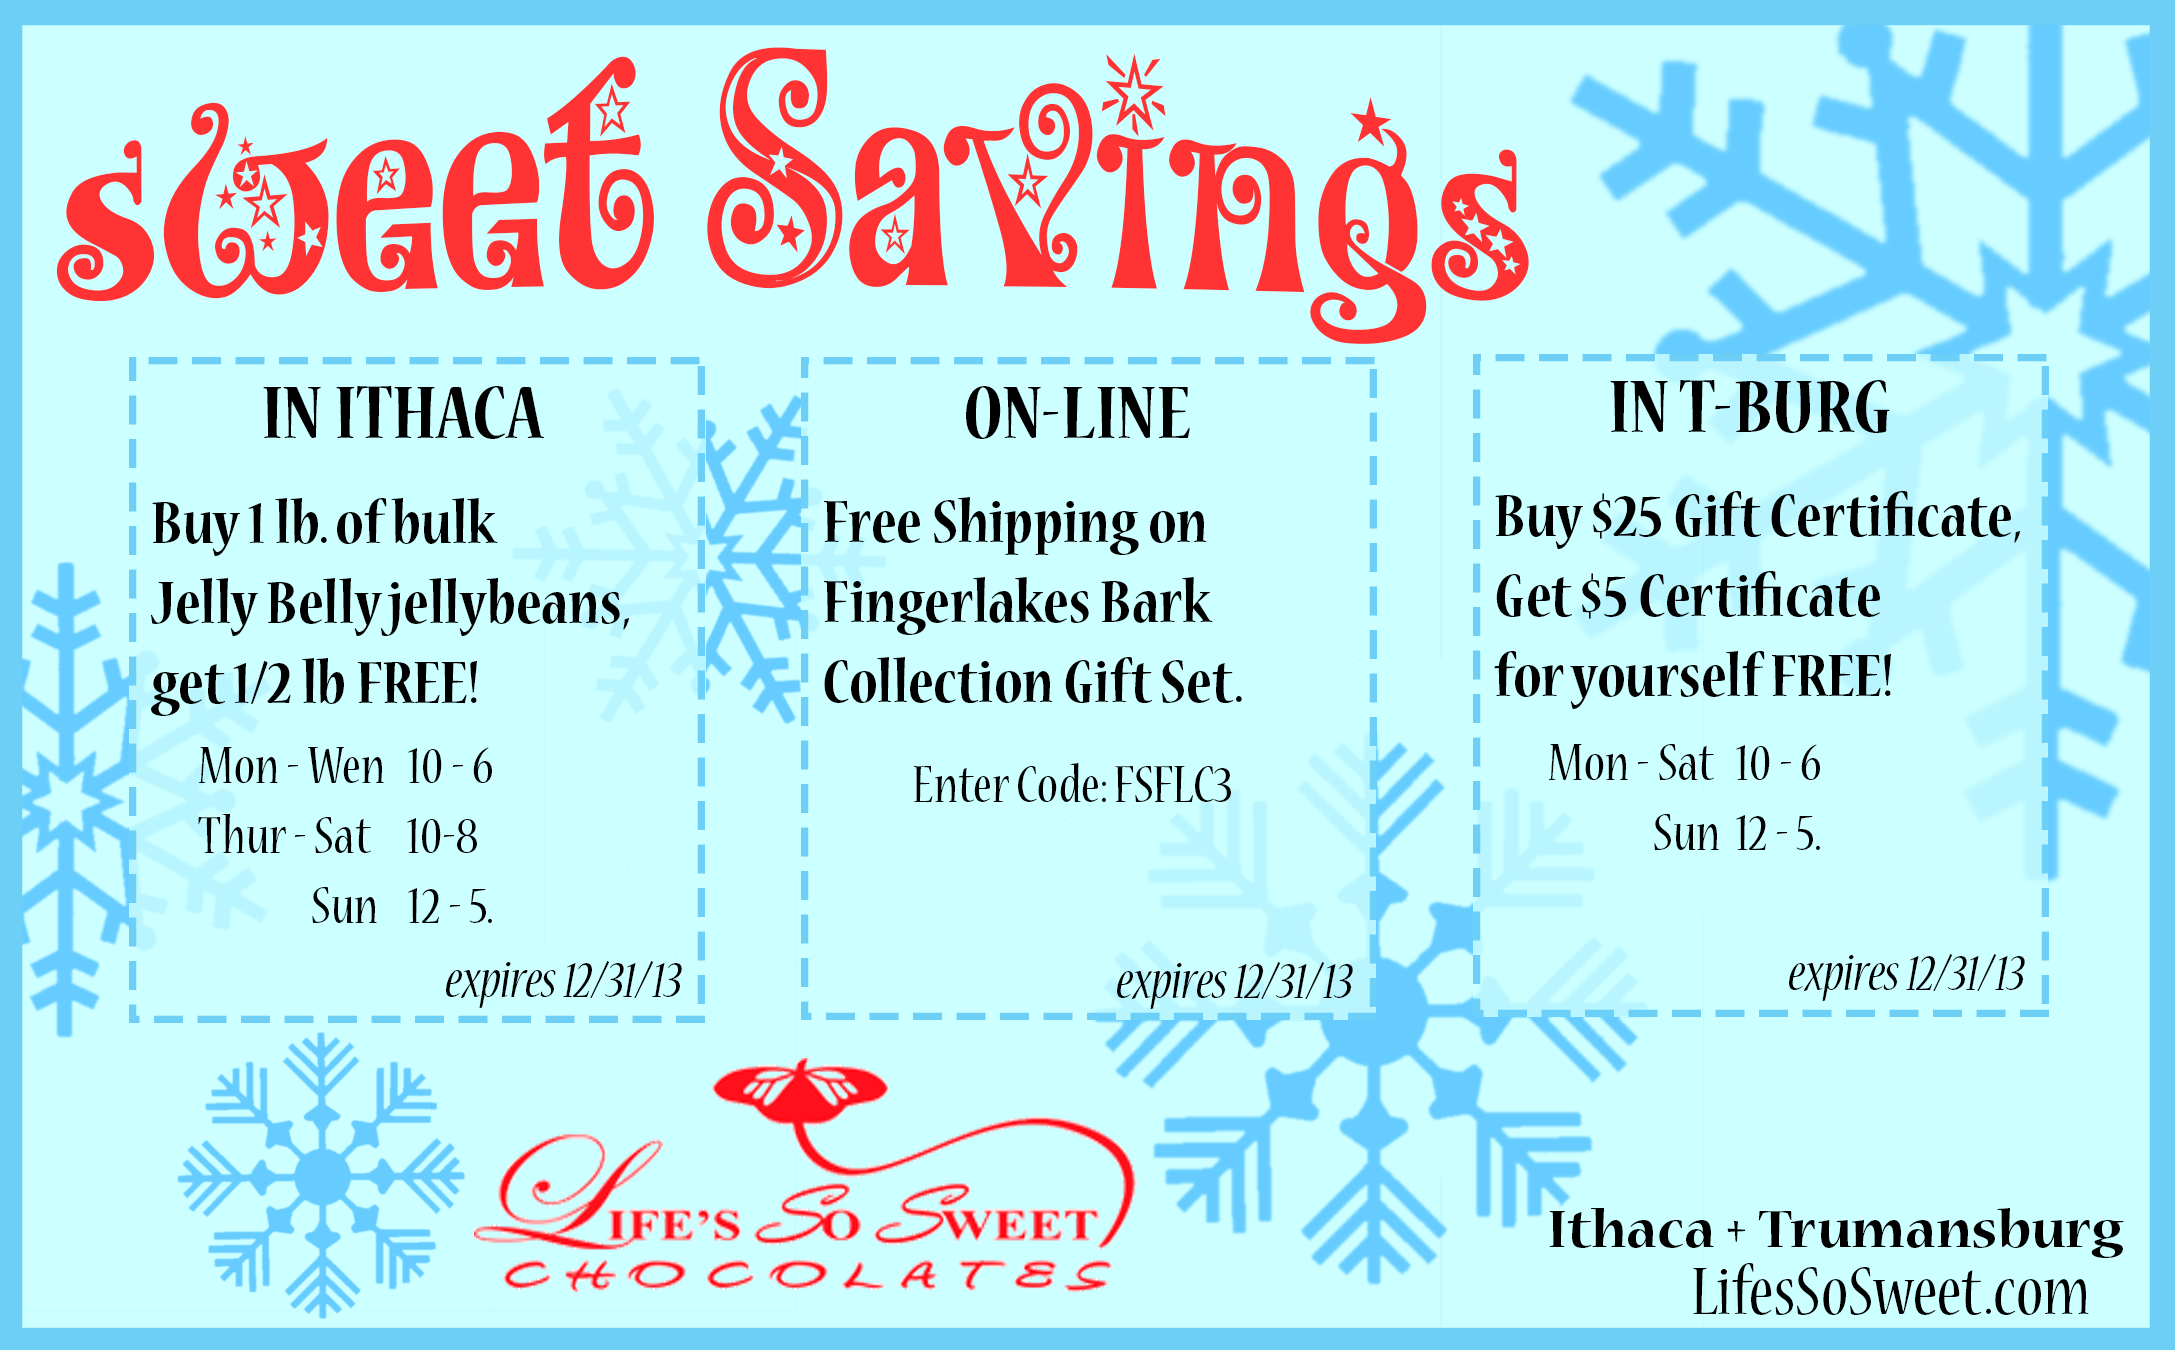 sweet Savings
IN ITHACA
Buy 1 lb. of bulk
Jelly Belly jellybeans,
get 1/2 lb FREE!
Mon - Wen 10 - 6
Thur - Sat 10-8
Sun 12 - 5.
expires 12/31/13
ON-LINE
Free Shipping on
Fingerlakes Bark
Collection Gift Set.
Enter Code: FSFLC3
expires 12/31/13
IN T-BURG
Buy $25 Gift Certificate,
Get $5 Certificate
for yourself FREE!
Mon - Sat 10 - 6
Sun 12 - 5.
expires 12/31/13
LIFE'S SO SWEET
CHOCOLATES
Ithaca + Trumansburg
LifesSoSweet.com